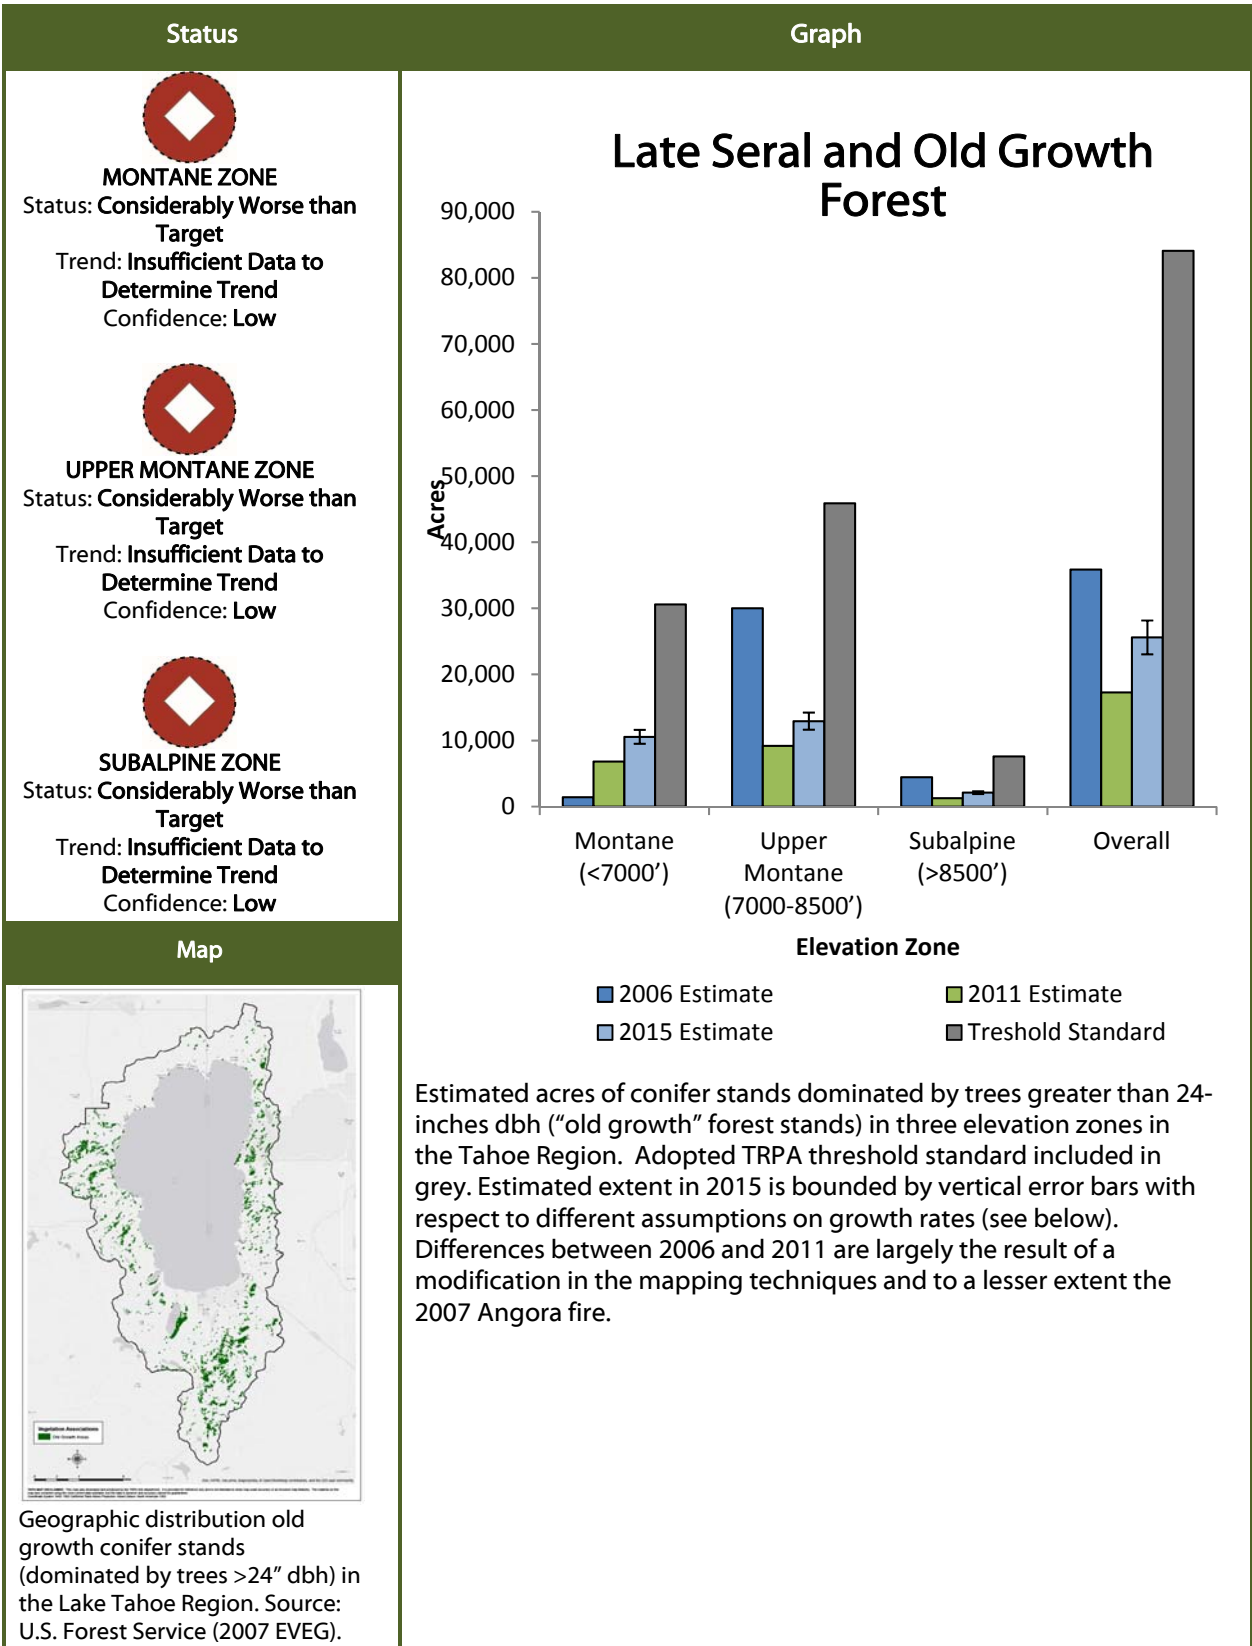 Status
MONTANE ZONE
Status: Considerably Worse than
Target
Trend: Insufficient Data to
Determine Trend
Confidence: Low
UPPER MONTANE ZONE
Status: Considerably Worse than
Target
Trend: Insufficient Data to
Determine Trend
Confidence: Low
SUBALPINE ZONE
Status: Considerably Worse than
Target
Trend: Insufficient Data to
Determine Trend
Confidence: Low
Map
Vegetation Associations
Old Growth Areas
Geographic distribution old
growth conifer stands
(dominated by trees >24” dbh) in
the Lake Tahoe Region. Source:
U.S. Forest Service (2007 EVEG).
Graph
Late Seral and Old Growth
Forest
90,000
80,000
70,000
60,000
50,000
40,000
30,000
20,000
10,000
0
Acres
Montane
(<7000’)
Upper
Montane
(7000-8500’)
Subalpine
(>8500’)
Overall
Elevation Zone
2006 Estimate
2011 Estimate
2015 Estimate
Treshold Standard
Estimated acres of conifer stands dominated by trees greater than 24-
inches dbh (“old growth” forest stands) in three elevation zones in
the Tahoe Region. Adopted TRPA threshold standard included in
grey. Estimated extent in 2015 is bounded by vertical error bars with
respect to different assumptions on growth rates (see below).
Differences between 2006 and 2011 are largely the result of a
modification in the mapping techniques and to a lesser extent the
2007 Angora fire.